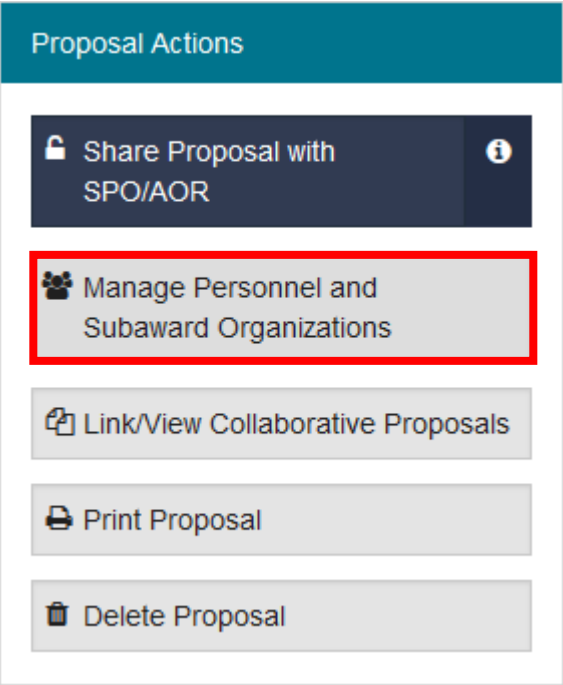 Proposal Actions
Share Proposal with
SPO/AOR
Manage Personnel and
Subaward Organizations
Link/View Collaborative Proposals
Print Proposal
Delete Proposal